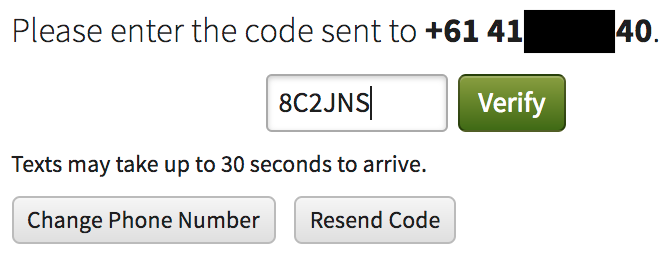 Please enter the code sent to +61 41 40.
8C2JNS
Verify
Texts may take up to 30 seconds to arrive.
Change Phone Number
Resend Code